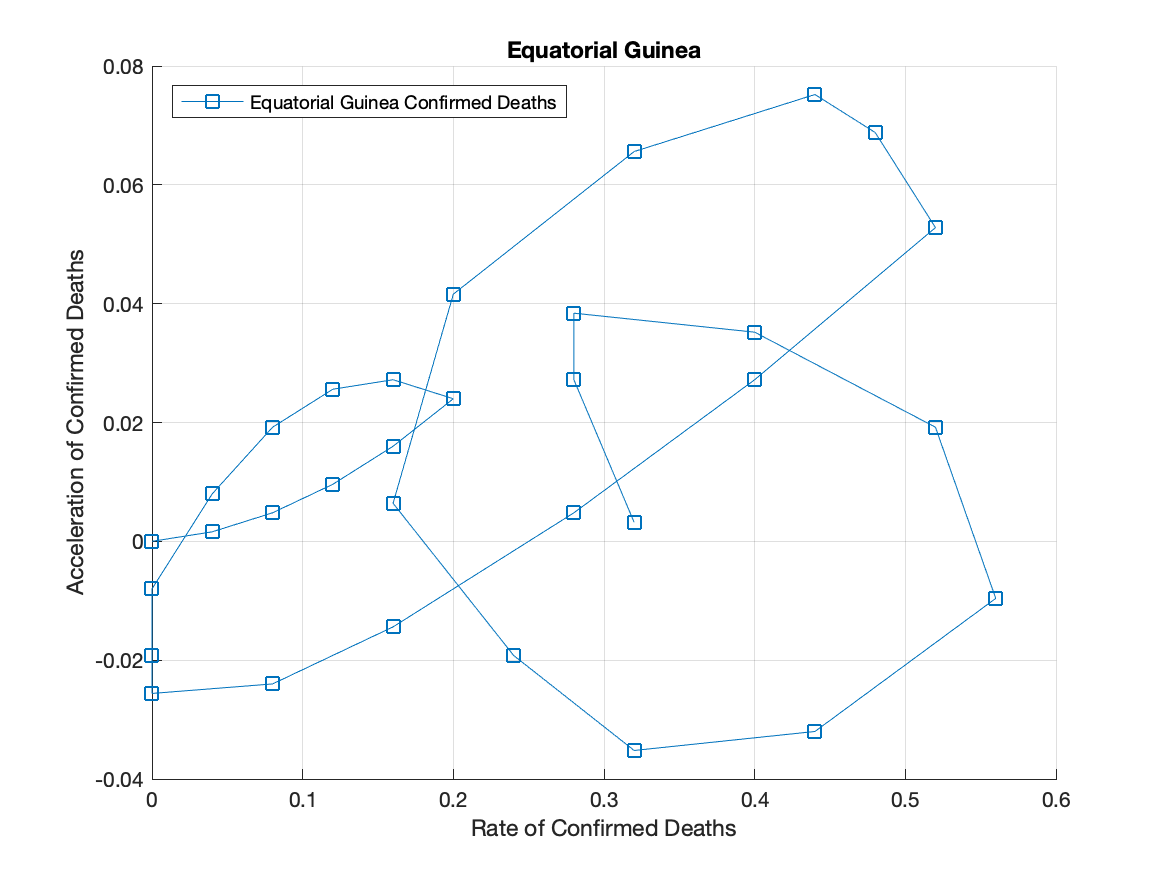 Equatorial Guinea
Equatorial Guinea Confirmed Deaths
Acceleration of Confirmed Deaths
0.08
0.06
0.04
0.02
0
-0.02
-0.04
0 0.1 0.2 0.3 0.4 0.5 0.6
Rate of Confirmed Deaths